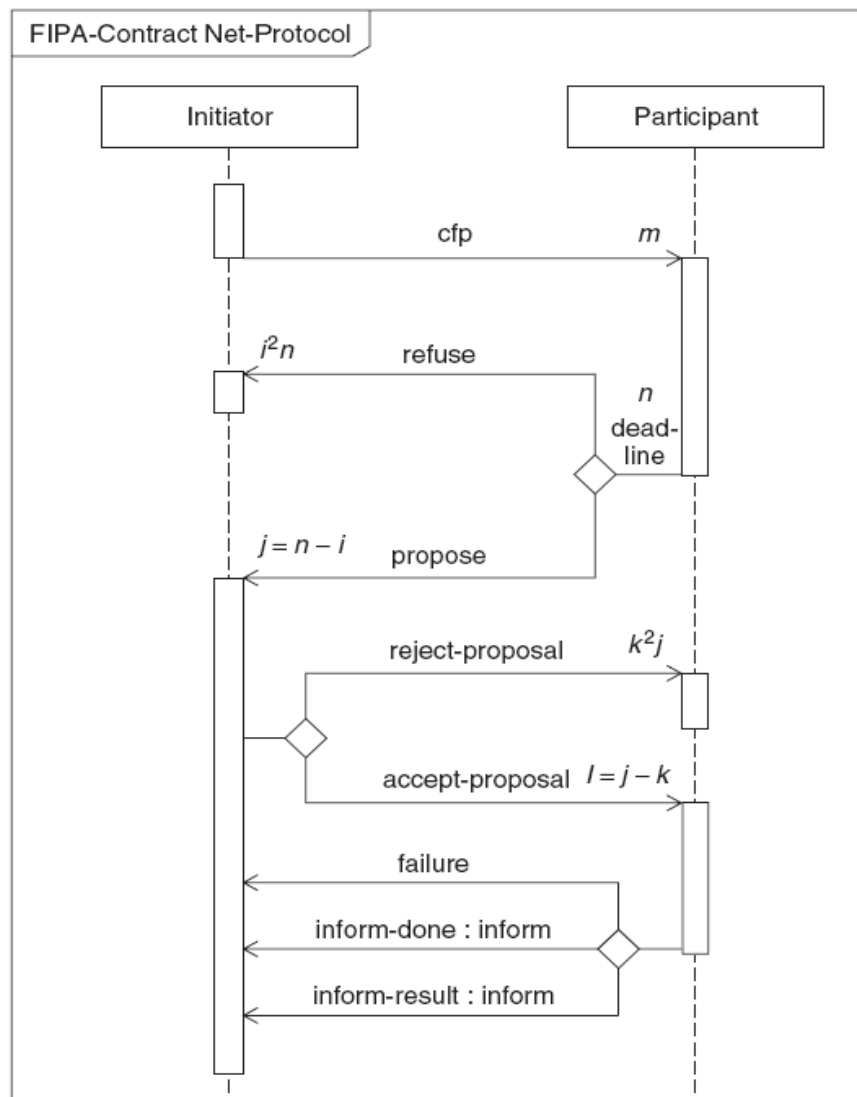 FIPA-Contract Net-Protocol
Initiator
Participant
cfp
m
i²n
refuse
n
dead-
line
j = n – i
propose
reject-proposal
k²j
accept-proposal
l = j – k
failure
inform-done : inform
inform-result : inform